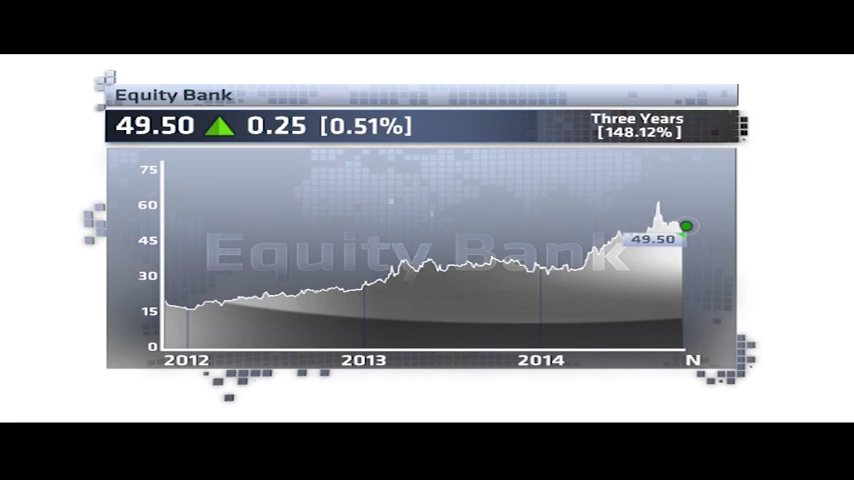 Equity Bank
49.50 0.25 [0.51%]
Three Years
[148.12%]
75
60
45
30
15
0
Equity Bank
49.50
2012 2013 2014 N